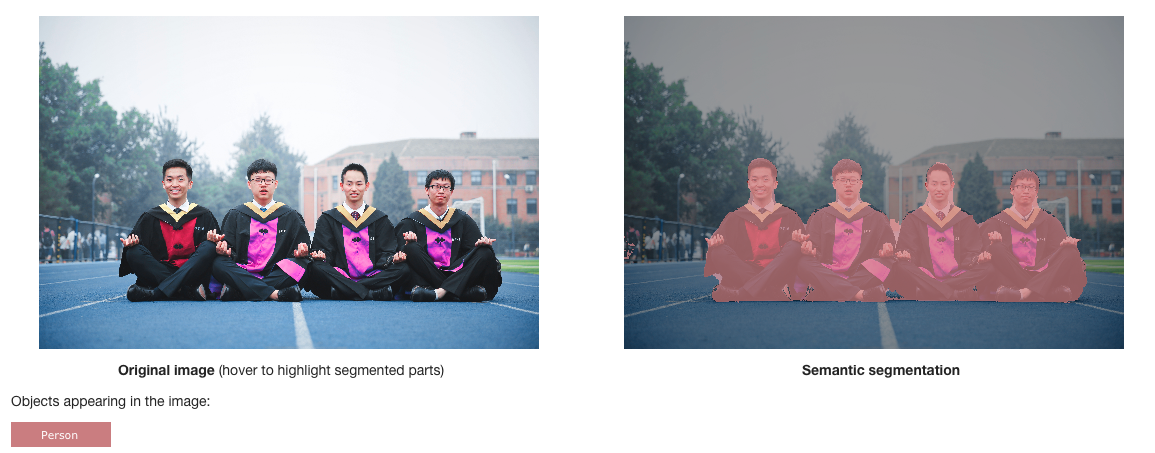 Original image (hover to highlight segmented parts)
Semantic segmentation
Objects appearing in the image:
Person